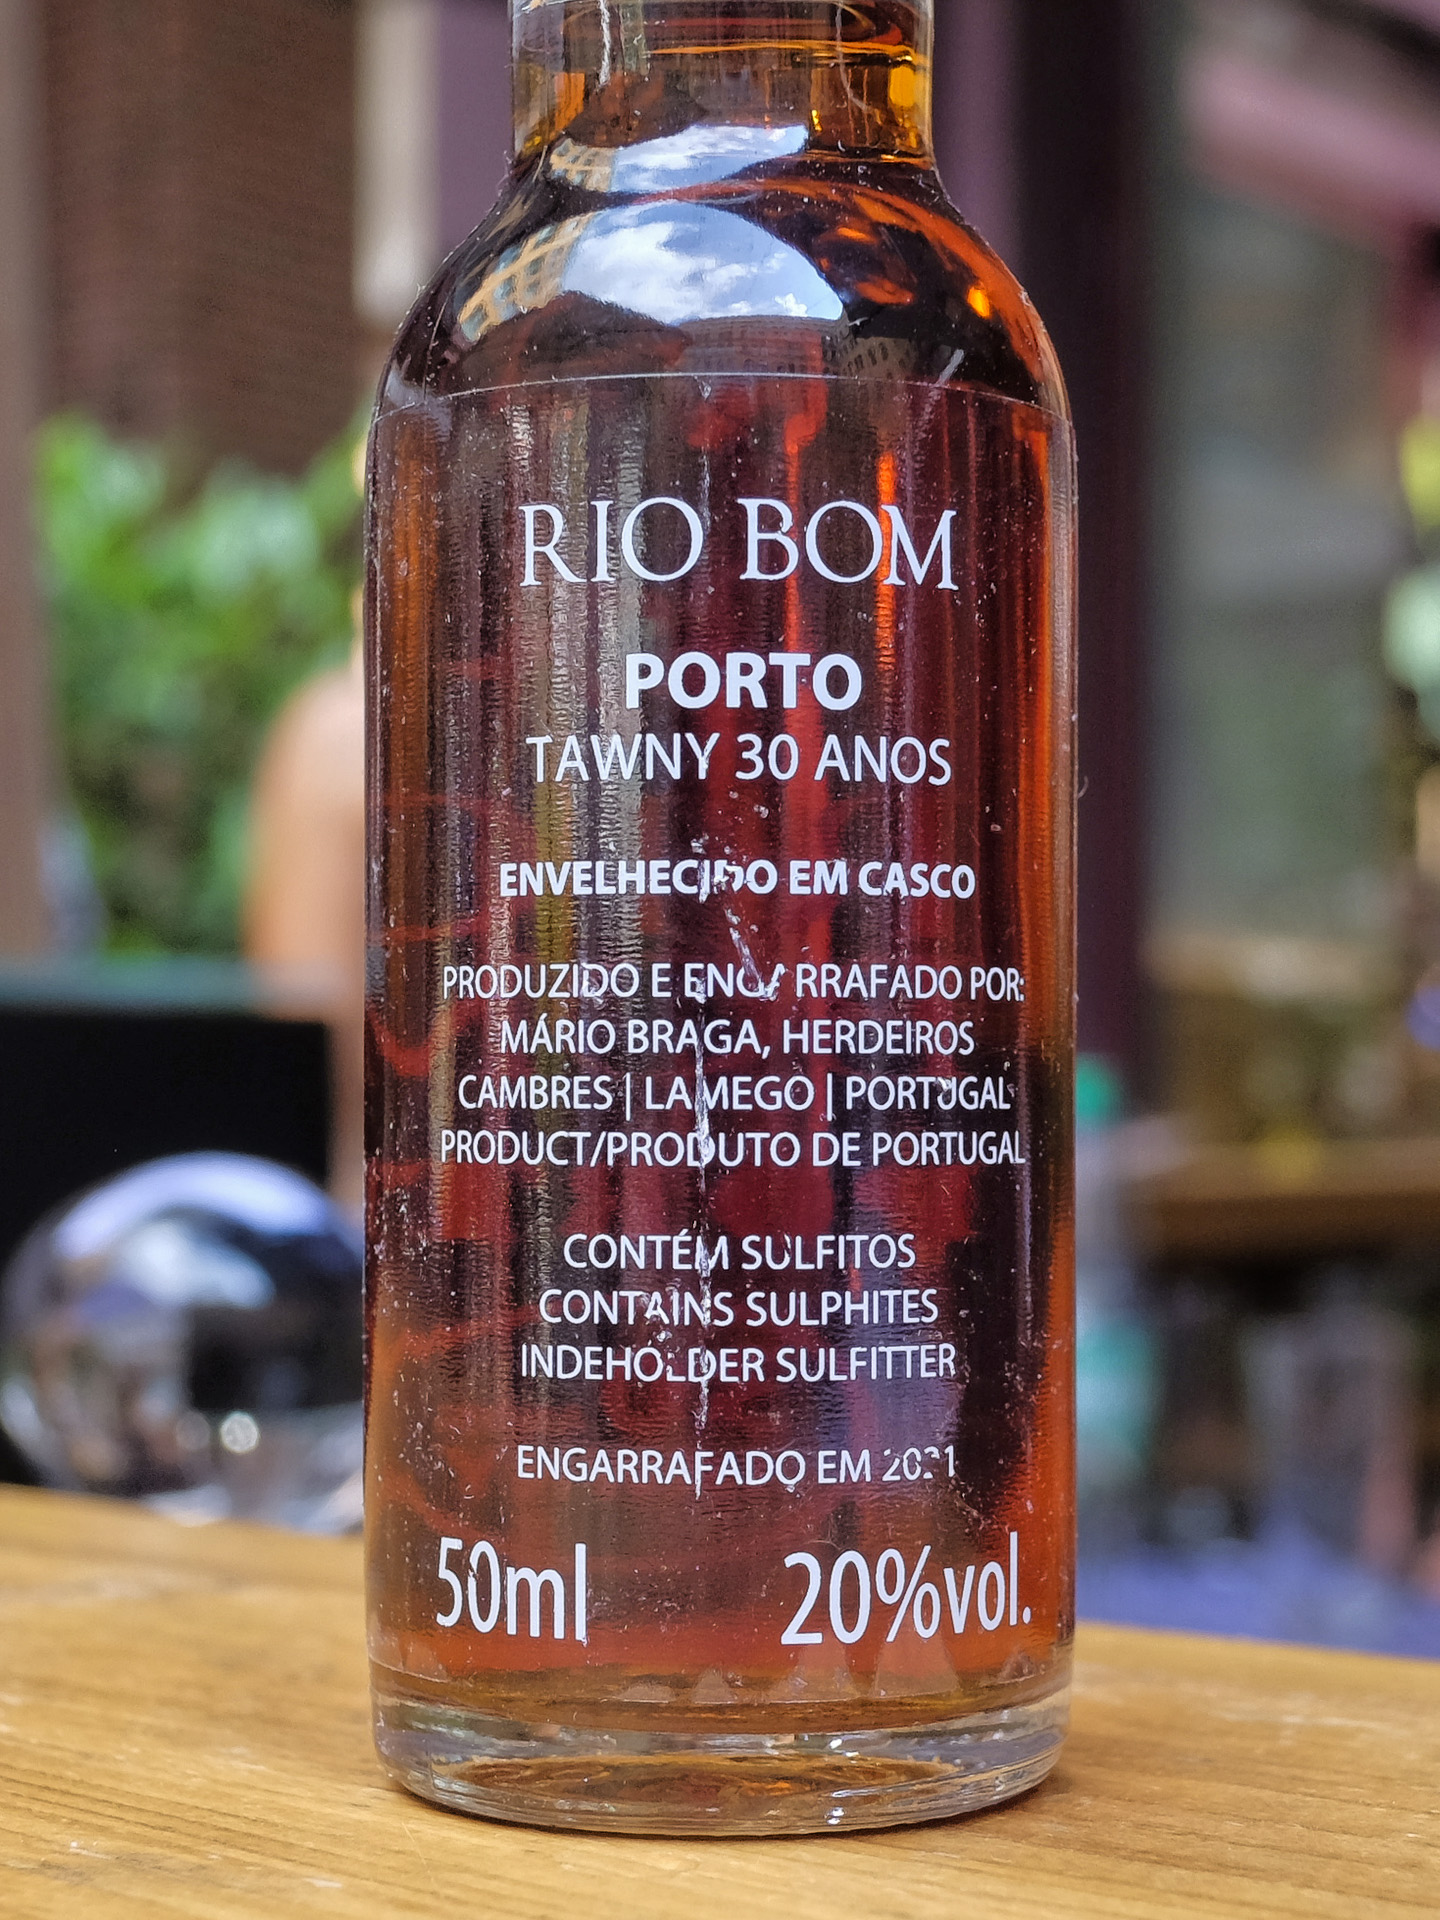 RIO BOM
PORTO
TAWNY 30 ANOS
ENVELHECIDO EM CASCO
PRODUZIDO E ENGARRAFADO POR:
MÁRIO BRAGA, HERDEIROS
CAMBRES | LAMEGO | PORTUGAL
PRODUCT/PRODUTO DE PORTUGAL
CONTÉM SULFITOS
CONTAINS SULPHITES
INDEHOLDER SULFITTER
ENGARRAFADO EM 2021
50ml 20%vol.